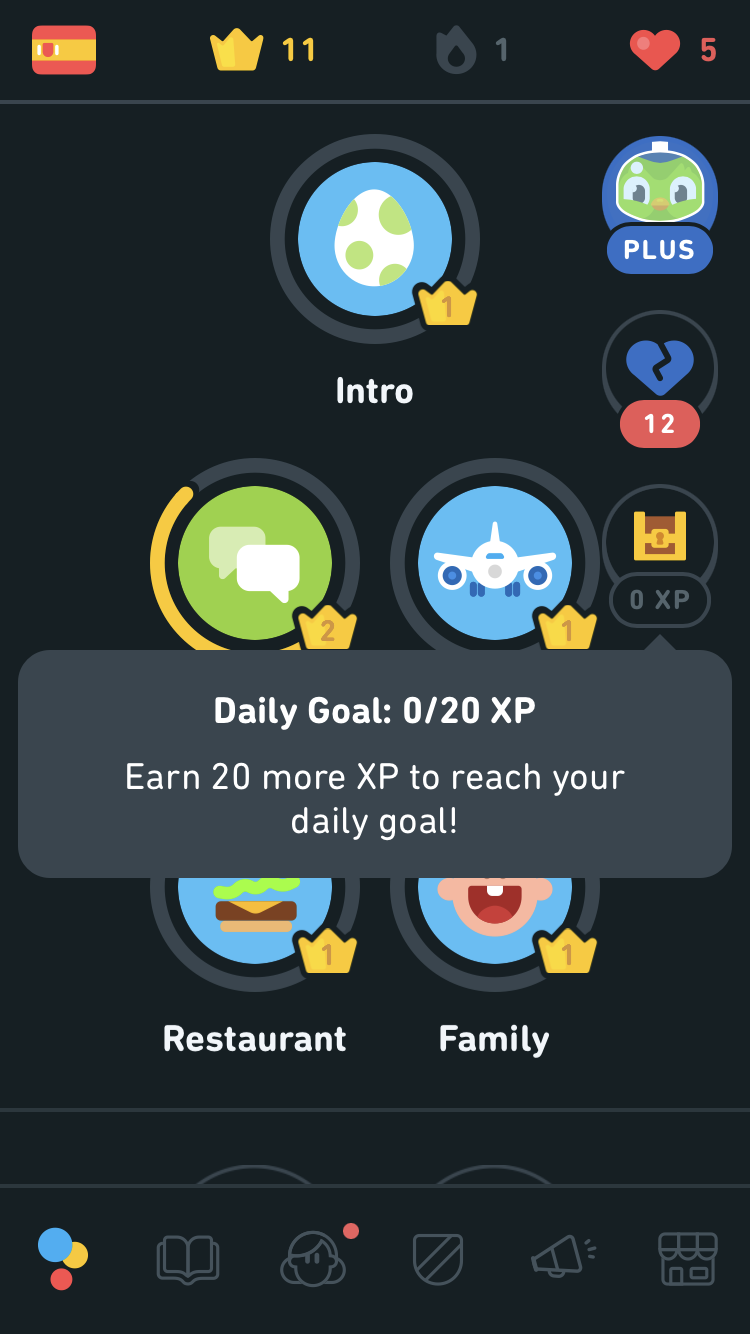 11
1
5
1
PLUS
Intro
12
2
1
0 XP
Daily Goal: 0/20 XP
Earn 20 more XP to reach your
daily goal!
1
1
Restaurant
Family